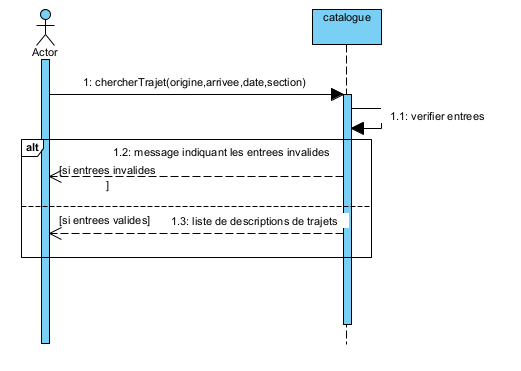 catalogue
Actor
1: chercherTrajet(origine,arrivee,date,section)
1.1: verifier entrees
alt
1.2: message indiquant les entrees invalides
[si entrees invalides
]
[si entrees valides]
1.3: liste de descriptions de trajets